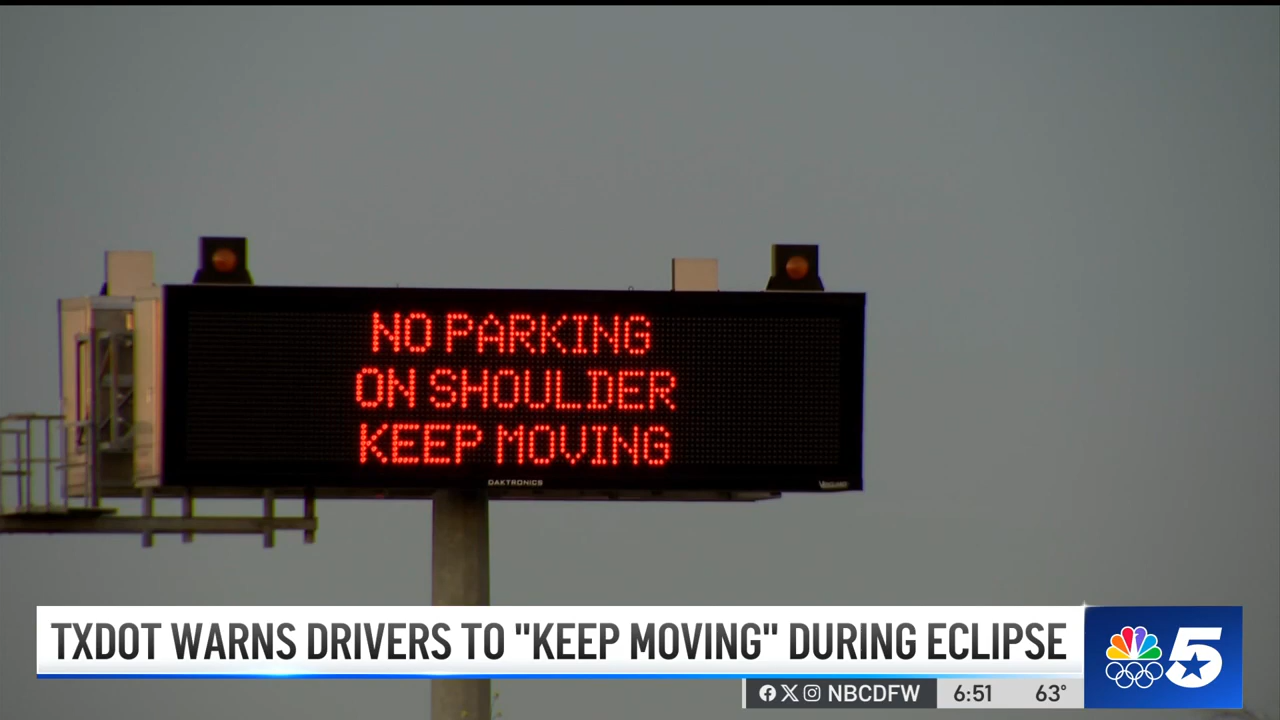 NO PARKING
ON SHOULDER
KEEP MOVING
DAKTRONICS
VANGUARD
TXDOT WARNS DRIVERS TO "KEEP MOVING" DURING ECLIPSE
5
NBCDFW 6:51 63°